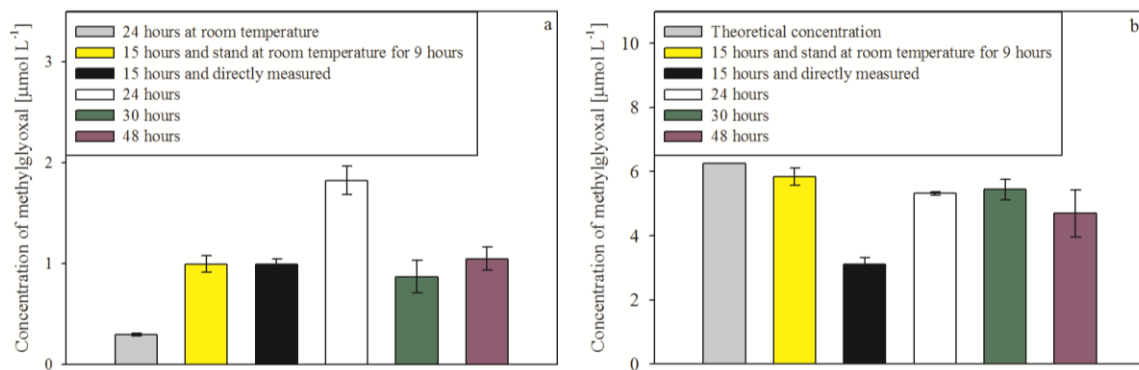 Concentration of methylglyoxal [µmol L⁻¹]
a
24 hours at room temperature
15 hours and stand at room temperature for 9 hours
15 hours and directly measured
24 hours
30 hours
48 hours
3
2
1
0
Concentration of methylglyoxal [µmol L⁻¹]
b
Theoretical concentration
15 hours and stand at room temperature for 9 hours
15 hours and directly measured
24 hours
30 hours
48 hours
10
8
6
4
2
0